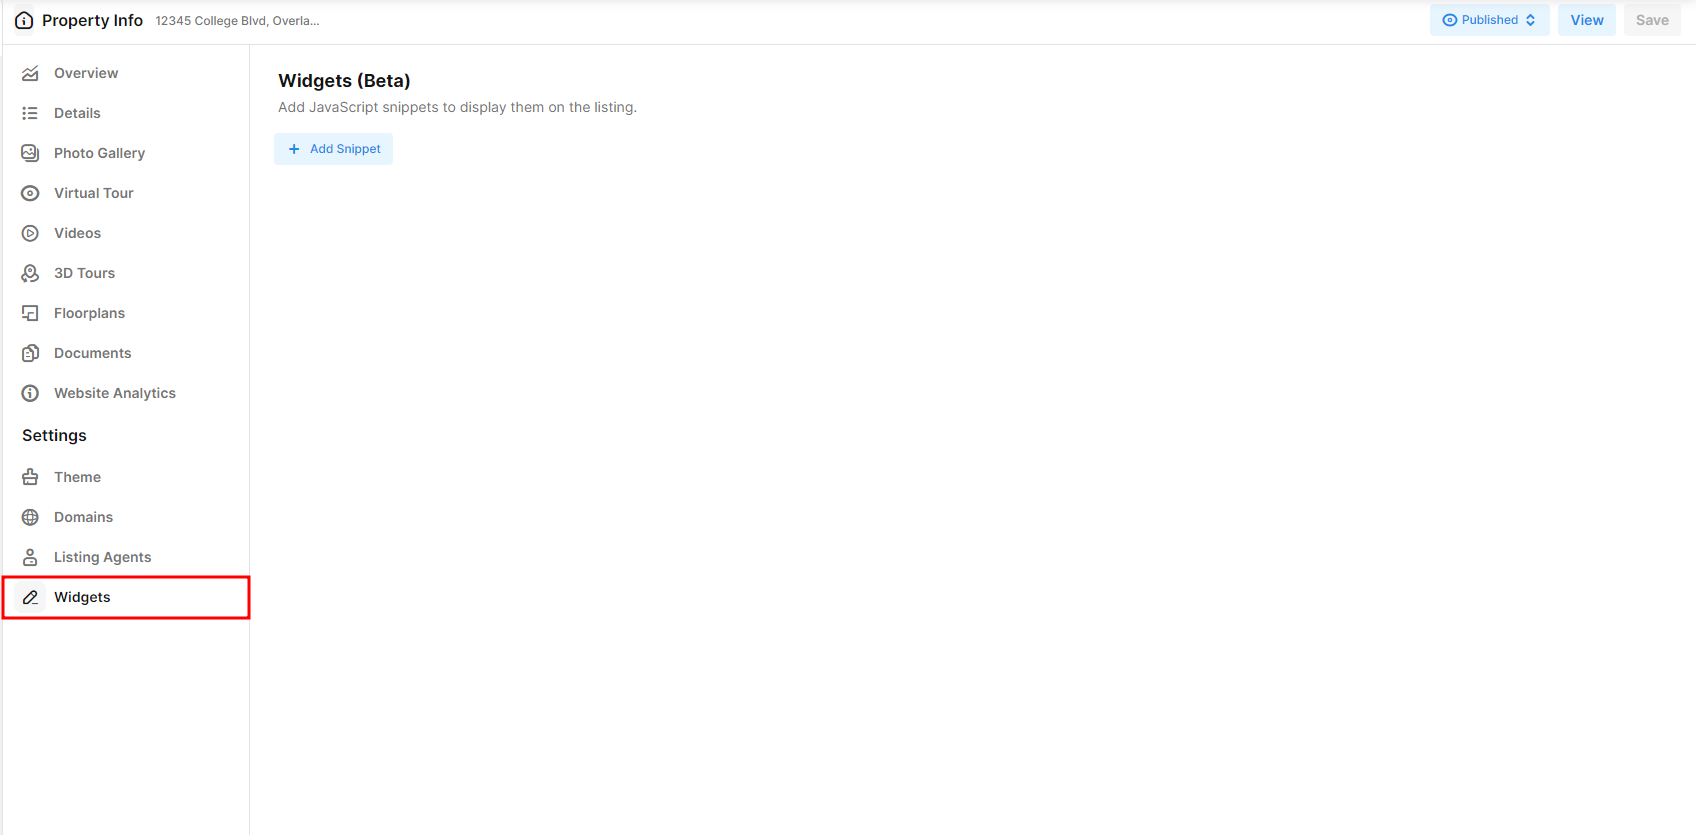 Property Info 12345 College Blvd, Overla...
Published View Save
Overview
Details
Photo Gallery
Virtual Tour
Videos
3D Tours
Floorplans
Documents
Website Analytics
Settings
Theme
Domains
Listing Agents
Widgets
Widgets (Beta)
Add JavaScript snippets to display them on the listing.
+ Add Snippet